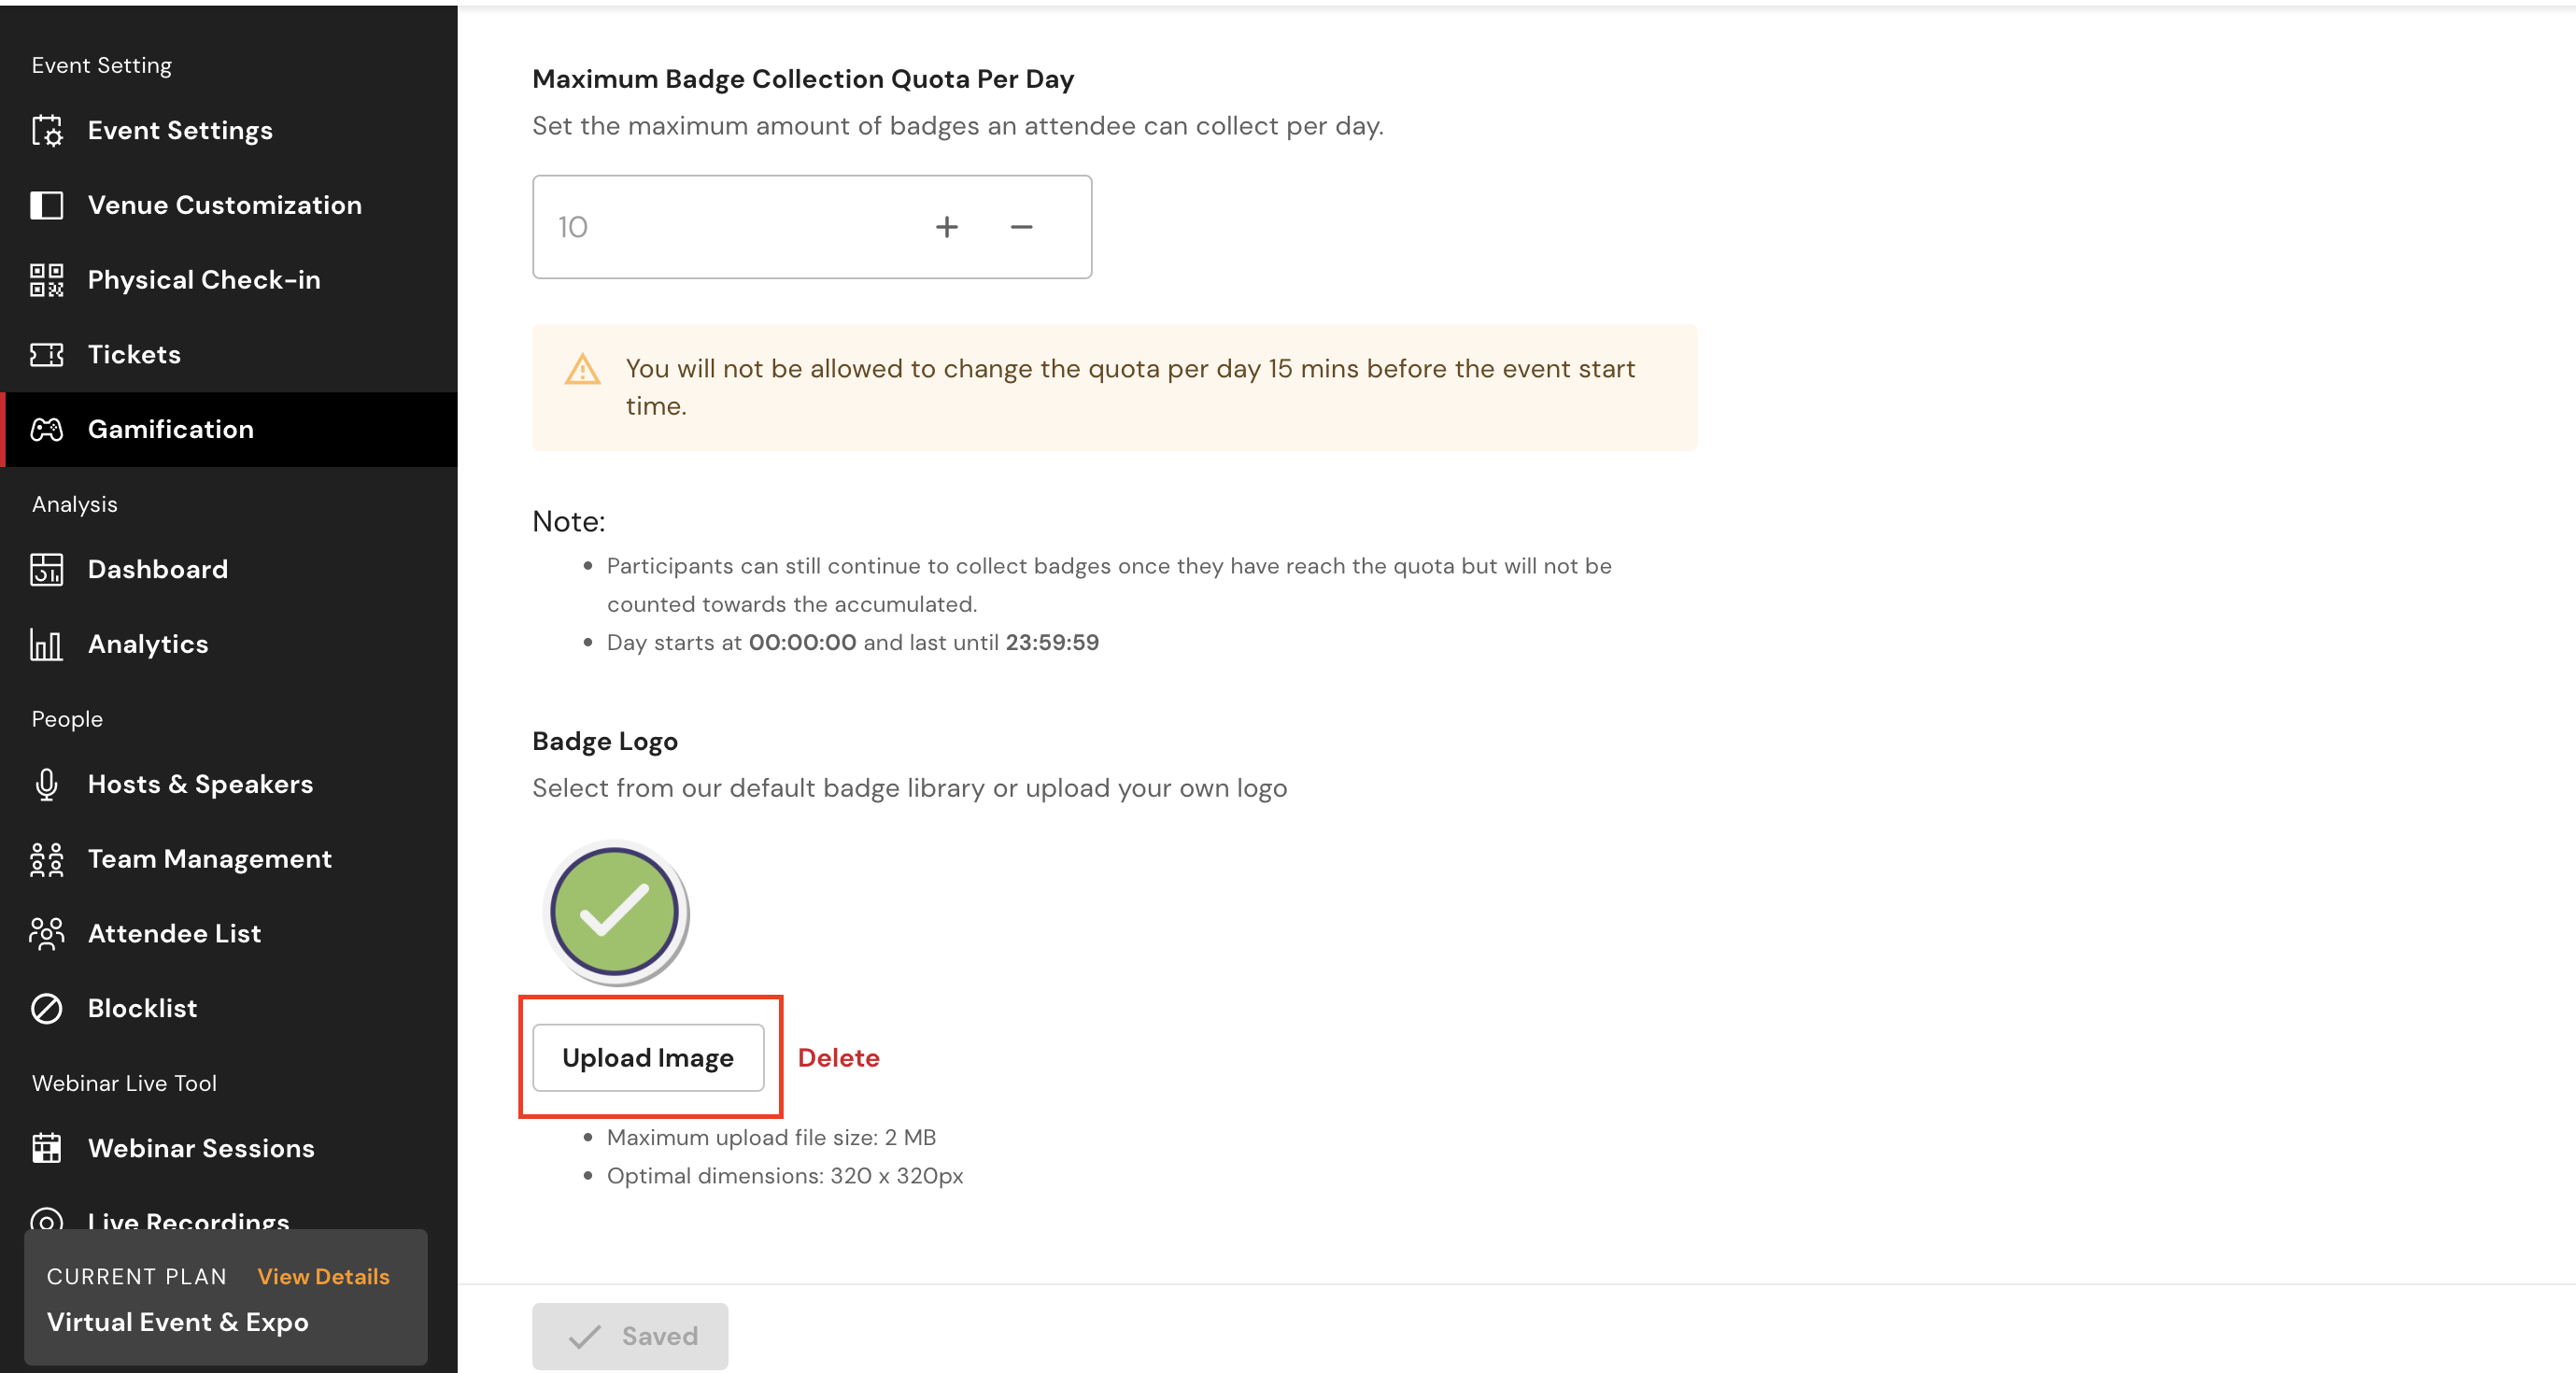 Event Setting
Event Settings
Venue Customization
Physical Check-in
Tickets
Gamification
Analysis
Dashboard
Analytics
People
Hosts & Speakers
Team Management
Attendee List
Blocklist
Webinar Live Tool
Webinar Sessions
Live Recordings
CURRENT PLAN View Details
Virtual Event & Expo
Maximum Badge Collection Quota Per Day
Set the maximum amount of badges an attendee can collect per day.
10 + −
You will not be allowed to change the quota per day 15 mins before the event start
time.
Note:
• Participants can still continue to collect badges once they have reach the quota but will not be
counted towards the accumulated.
• Day starts at 00:00:00 and last until 23:59:59
Badge Logo
Select from our default badge library or upload your own logo
Upload Image Delete
• Maximum upload file size: 2 MB
• Optimal dimensions: 320 x 320px
Saved